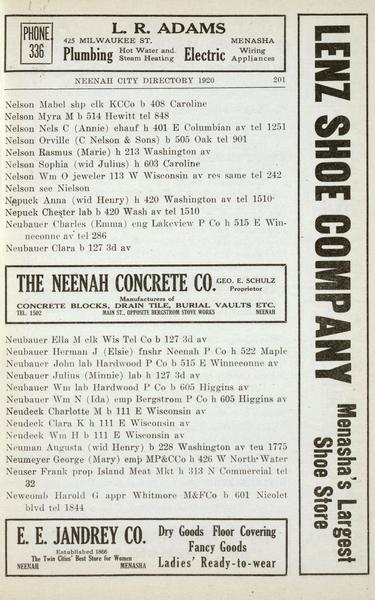 PHONE 336
L. R. ADAMS
425 MILWAUKEE ST. MENASHA
Plumbing Hot Water and Steam Heating Electric Wiring Appliances
NEENAH CITY DIRECTORY 1920 201
Nelson Mabel shp clk KCCo b 408 Caroline
Nelson Myra M b 514 Hewitt tel 848
Nelson Nels C (Annie) chauf h 401 E Columbian av tel 1251
Nelson Orville (C Nelson & Sons) b 505 Oak tel 901
Nelson Rasmus (Marie) h 213 Washington av
Nelson Sophia (wid Julius) h 603 Caroline
Nelson Wm O jeweler 113 W Wisconsin av res same tel 242
Nelson see Nielson
Nepuck Anna (wid Henry) h 420 Washington av tel 1510
Nepuck Chester lab b 420 Wash av tel 1510
Neubauer Charles (Emma) eng Lakeview P Co h 515 E Win-
neconne av tel 286
Neubauer Clara b 127 3d av
THE NEENAH CONCRETE CO. GEO. E. SCHULZ
Proprietor
Manufacturers of
CONCRETE BLOCKS, DRAIN TILE, BURIAL VAULTS ETC.
TEL. 1502 MAIN ST., OPPOSITE BERGSTROM STOVE WORKS NEENAH
Neubauer Ella M elk Wis Tel Co b 127 3d av
Neubauer Herman J (Elsie) fnshr Neenah P Co h 522 Maple
Neubauer John lab Hardwood P Co b 515 E Winneconne av
Neubauer Julius (Minnie) lab h 127 3d av
Neubauer Wm lab Hardwood P Co b 605 Higgins av
Neubauer Wm N (Ida) emp Bergstrom P Co h 605 Higgins av
Neudeck Charlotte M b 111 E Wisconsin av
Neudeck Clara K h 111 E Wisconsin av
Neudeck Wm H b 111 E Wisconsin av
Neuman Augusta (wid Henry) b 228 Washington av teu 1775
Neumeyer George (Mary) emp MP&CCo h 426 W North Water
Neuser Frank prop Island Meat Mkt h 313 N Commercial tel
32
Newcomb Harold G appr Whitmore M&FCo b 601 Nicolet
blvd tel 1844
E. E. JANDREY CO.
Established 1866
The Twin Cities' Best Store for Women
NEENAH MENASHA
Dry Goods Floor Covering
Fancy Goods
Ladies' Ready-to-wear
LENZ SHOE COMPANY
Menasha's Largest
Shoe Store